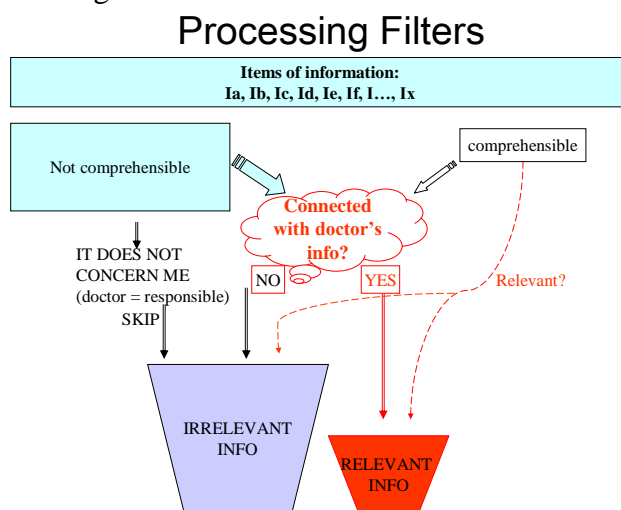 Processing Filters
Items of information:
Ia, Ib, Ic, Id, Ie, If, I…, Ix
Not comprehensible
comprehensible
Connected
with doctor's
info?
IT DOES NOT
CONCERN ME
(doctor = responsible)
SKIP
NO
YES
Relevant?
IRRELEVANT
INFO
RELEVANT
INFO